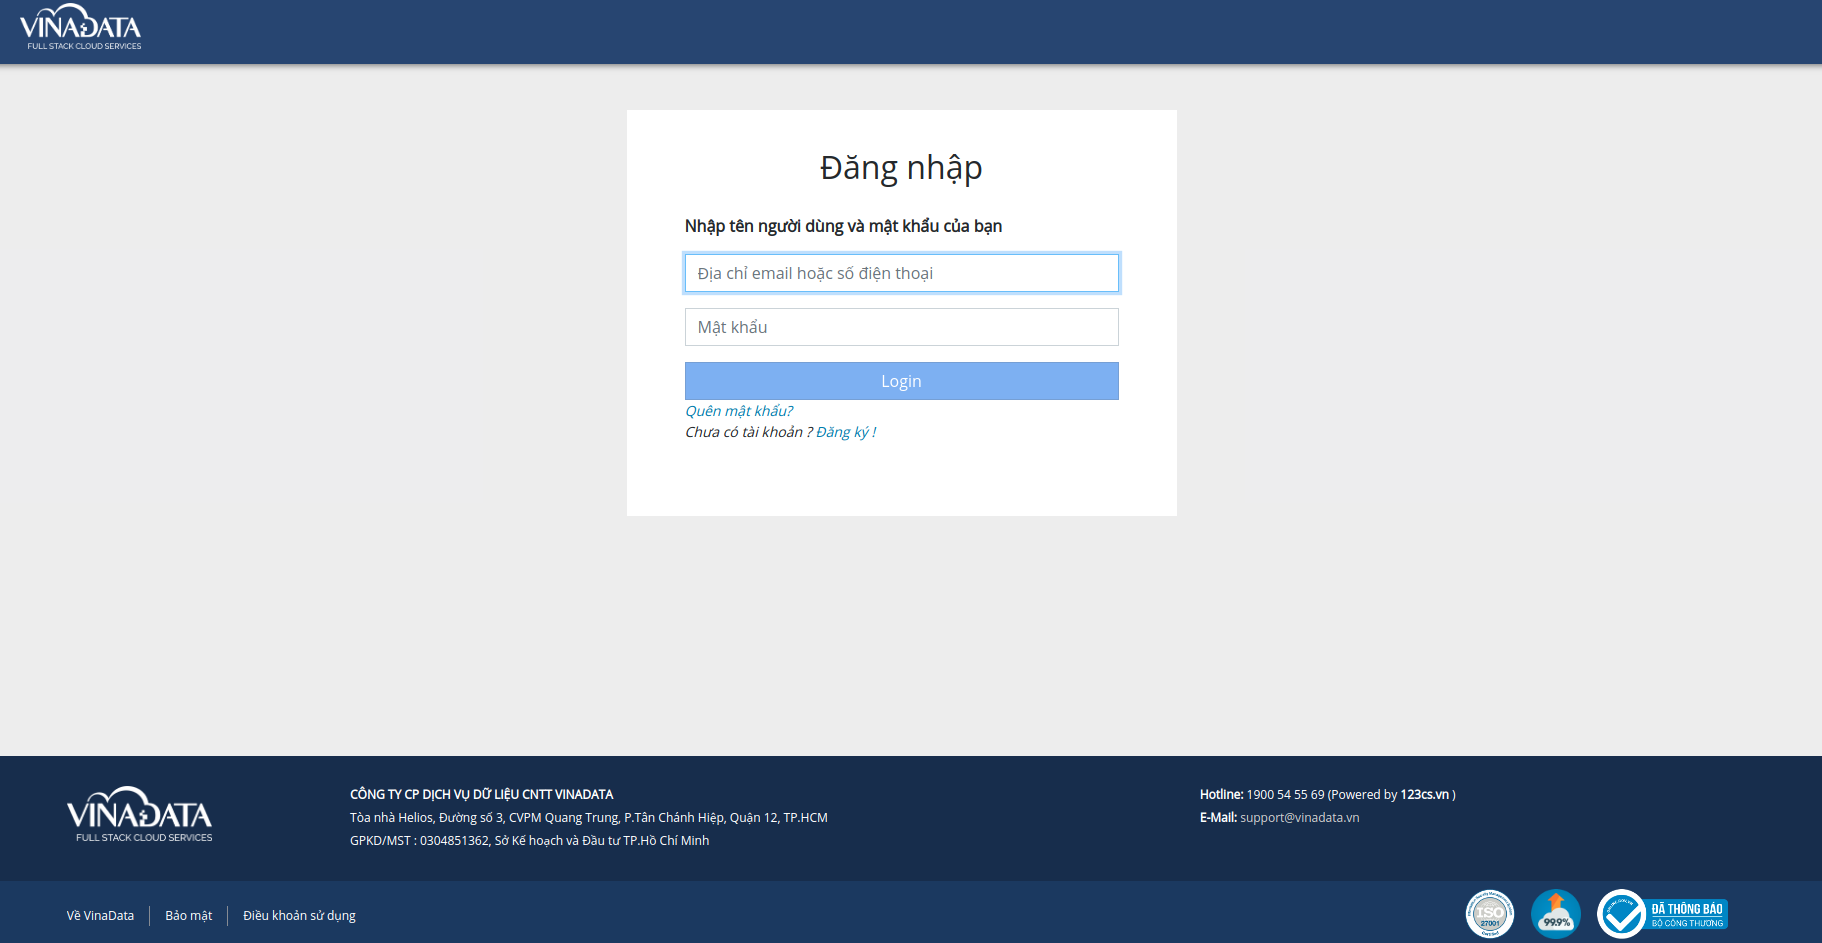 VINADATA
FULL STACK CLOUD SERVICES
Đăng nhập
Nhập tên người dùng và mật khẩu của bạn
Địa chỉ email hoặc số điện thoại
Mật khẩu
Login
Quên mật khẩu?
Chưa có tài khoản ? Đăng ký !
VINADATA
FULL STACK CLOUD SERVICES
CÔNG TY CP DỊCH VỤ DỮ LIỆU CNTT VINADATA
Tòa nhà Helios, Đường số 3, CVPM Quang Trung, P.Tân Chánh Hiệp, Quận 12, TP.HCM
GPKD/MST : 0304851362, Sở Kế hoạch và Đầu tư TP.Hồ Chí Minh
Hotline: 1900 54 55 69 (Powered by 123cs.vn )
E-Mail: support@vinadata.vn
Về VinaData
Bảo mật
Điều khoản sử dụng
ISO
27001
99.9%
ĐÃ THÔNG BÁO
BỘ CÔNG THƯƠNG